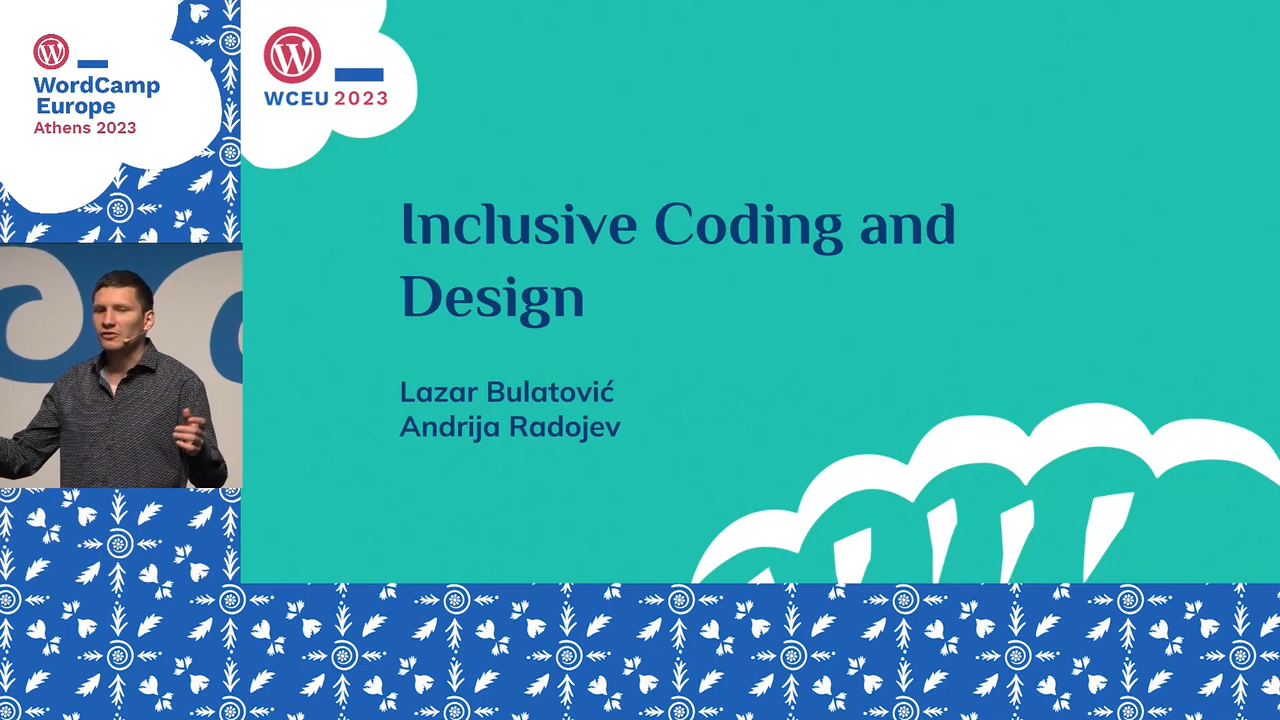 WordCamp
Europe
Athens 2023
WCEU 2023
Inclusive Coding and
Design
Lazar Bulatović
Andrija Radojev